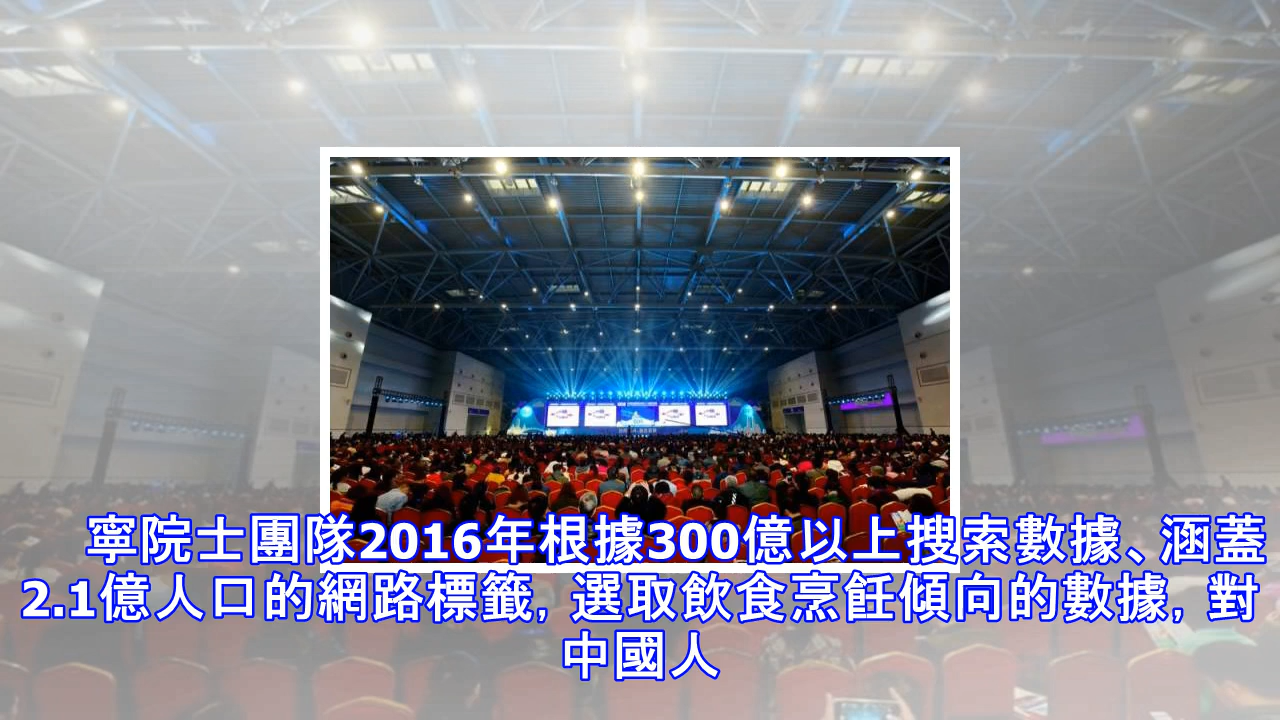 寧院士團隊2016年根據300億以上搜索數據、涵蓋
2.1億人口的網路標籤, 選取飲食烹飪傾向的數據, 對
中國人